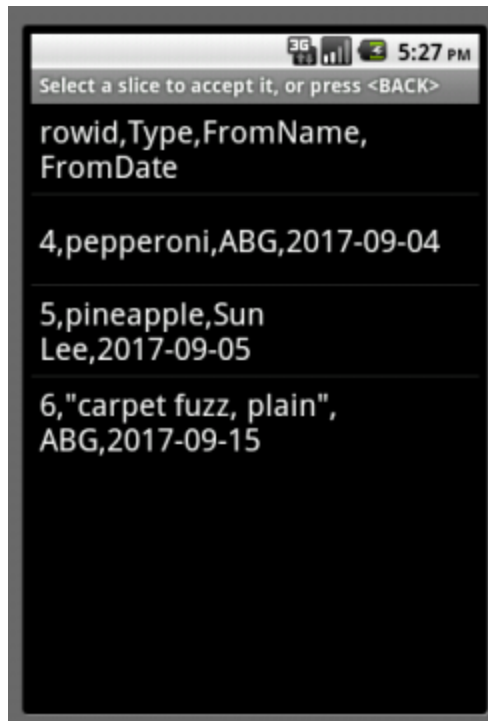 3G 5:27 PM
Select a slice to accept it, or press <BACK>
rowid,Type,FromName,
FromDate
4,pepperoni,ABG,2017-09-04
5,pineapple,Sun
Lee,2017-09-05
6,"carpet fuzz, plain",
ABG,2017-09-15